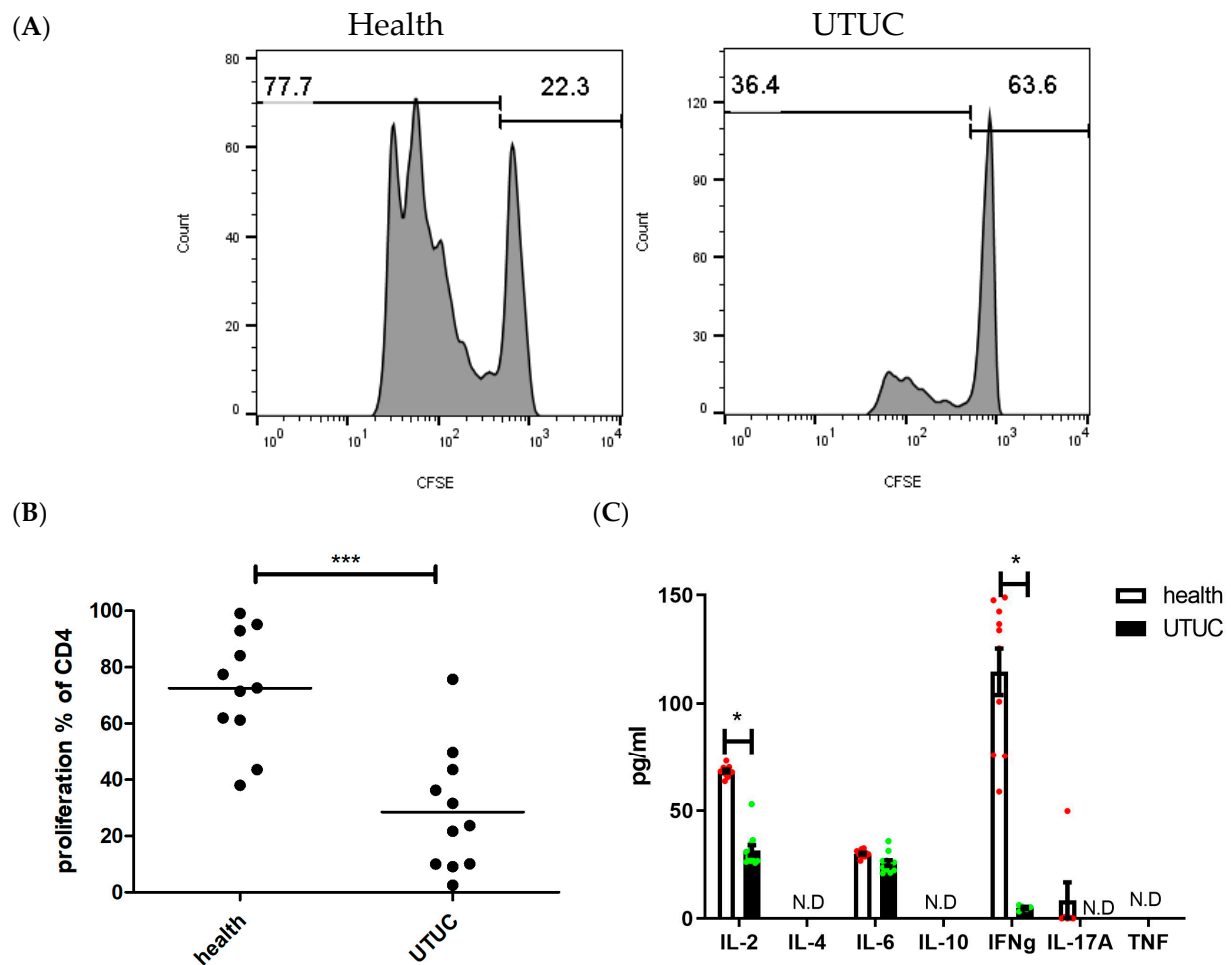 (A) Health UTUC
77.7 22.3
36.4 63.6
80
60
40
20
0
Count
10^0 10^1 10^2 10^3 10^4
CFSE
120
90
60
30
0
Count
10^0 10^1 10^2 10^3 10^4
CFSE
(B)
***
100
80
60
40
20
0
proliferation % of CD4
health UTUC
(C)
* *
150
100
50
0
pg/ml
health
UTUC
N.D N.D N.D N.D
IL-2 IL-4 IL-6 IL-10 IFNg IL-17A TNF